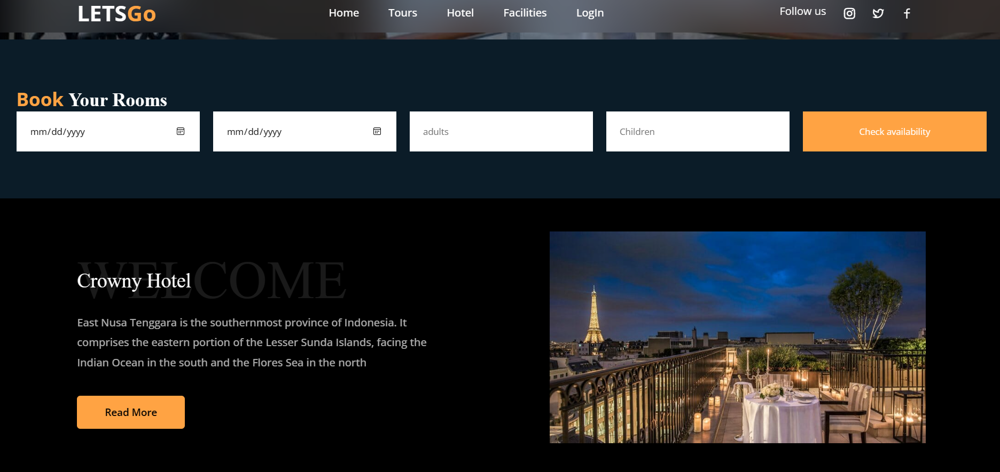 LETSGo
Home Tours Hotel Facilities LogIn
Follow us
Book Your Rooms
mm/dd/yyyy mm/dd/yyyy adults Children Check availability
WELCOME
Crowny Hotel
East Nusa Tenggara is the southernmost province of Indonesia. It
comprises the eastern portion of the Lesser Sunda Islands, facing the
Indian Ocean in the south and the Flores Sea in the north
Read More